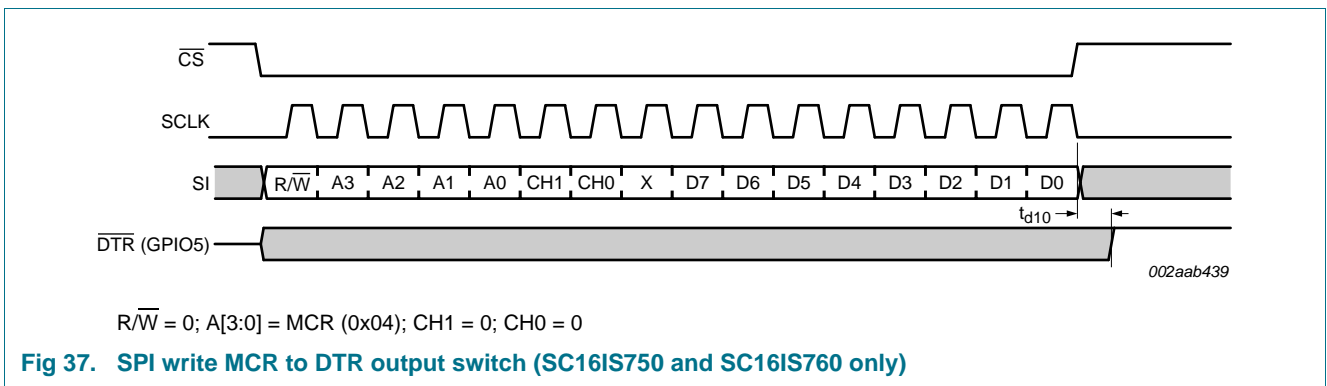 C̅S̅
SCLK
SI R/W̅ A3 A2 A1 A0 CH1 CH0 X D7 D6 D5 D4 D3 D2 D1 D0
td10
D̅T̅R̅ (GPIO5)
002aab439
R/W̅ = 0; A[3:0] = MCR (0x04); CH1 = 0; CH0 = 0
Fig 37. SPI write MCR to DTR output switch (SC16IS750 and SC16IS760 only)